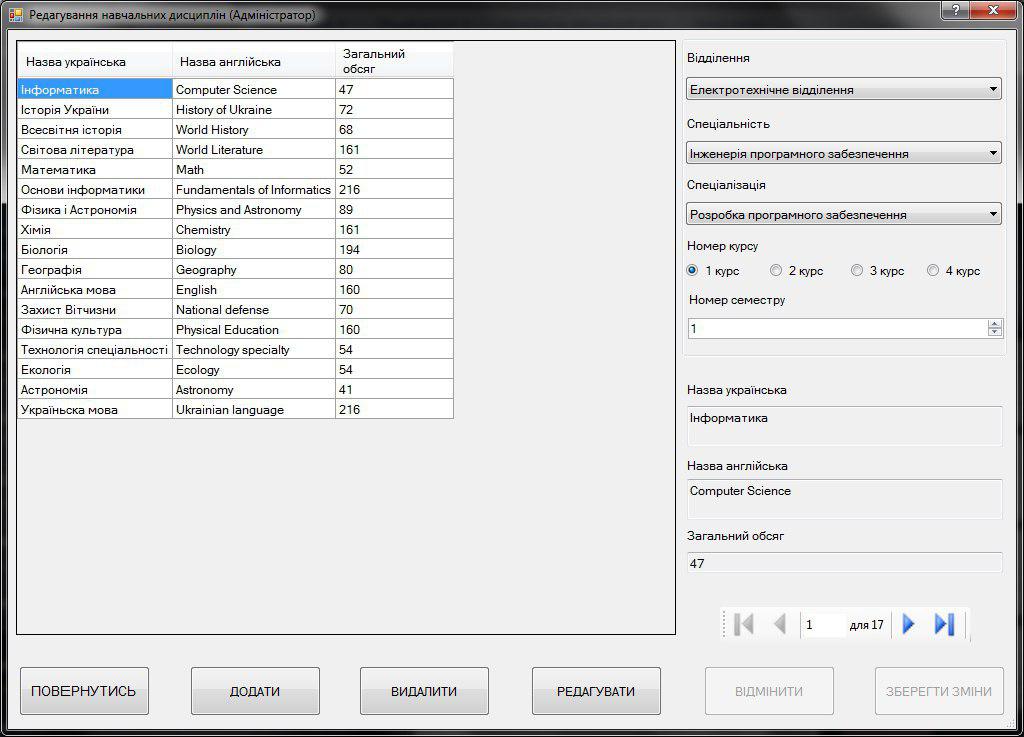 Редагування навчальних дисциплін (Адміністратор)
?
Назва українська Назва англійська Загальний
обсяг
Інформатика Computer Science 47
Історія України History of Ukraine 72
Всесвітня історія World History 68
Світова література World Literature 161
Математика Math 52
Основи інформатики Fundamentals of Informatics 216
Фізика і Астрономія Physics and Astronomy 89
Хімія Chemistry 161
Біологія Biology 194
Географія Geography 80
Англійська мова English 160
Захист Вітчизни National defense 70
Фізична культура Physical Education 160
Технологія спеціальності Technology specialty 54
Екологія Ecology 54
Астрономія Astronomy 41
Україньска мова Ukrainian language 216
Відділення
Електротехнічне відділення
Спеціальність
Інженерія програмного забезпечення
Спеціалізація
Розробка програмного забезпечення
Номер курсу
1 курс 2 курс 3 курс 4 курс
Номер семестру
1
Назва українська
Інформатика
Назва англійська
Computer Science
Загальний обсяг
47
1 для 17
ПОВЕРНУТИСЬ ДОДАТИ ВИДАЛИТИ РЕДАГУВАТИ ВІДМІНИТИ ЗБЕРЕГТИ ЗМІНИ